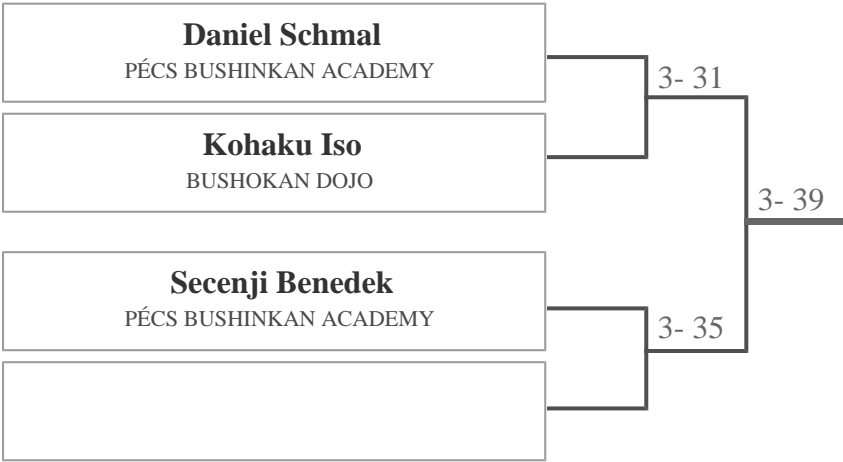 Daniel Schmal
PÉCS BUSHINKAN ACADEMY
3- 31
Kohaku Iso
BUSHOKAN DOJO
3- 39
Secenji Benedek
PÉCS BUSHINKAN ACADEMY
3- 35